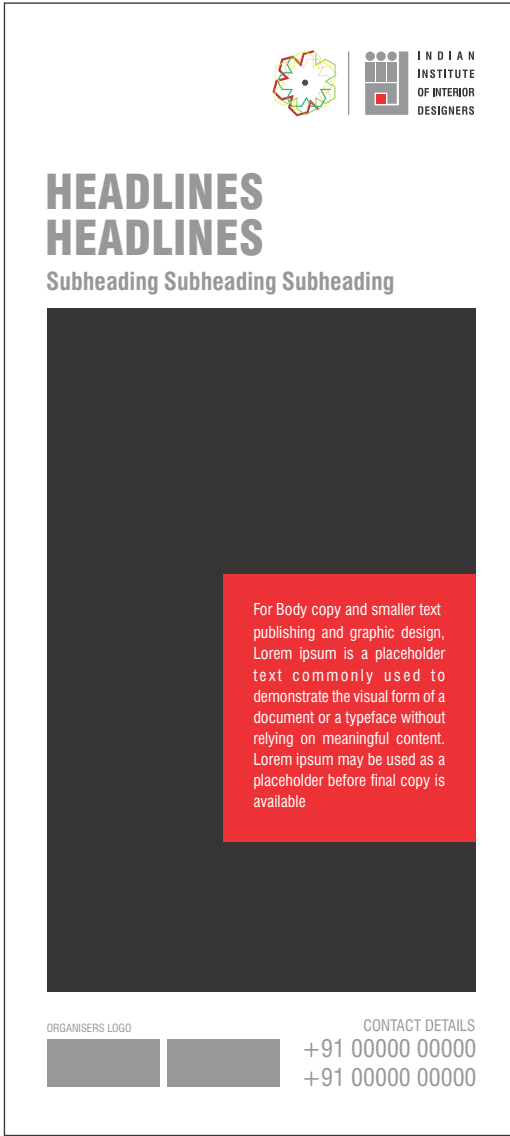 INDIAN
INSTITUTE
OF INTERIOR
DESIGNERS
HEADLINES
HEADLINES
Subheading Subheading Subheading
For Body copy and smaller text
publishing and graphic design,
Lorem ipsum is a placeholder
text commonly used to
demonstrate the visual form of a
document or a typeface without
relying on meaningful content.
Lorem ipsum may be used as a
placeholder before final copy is
available
ORGANISERS LOGO
CONTACT DETAILS
+91 00000 00000
+91 00000 00000